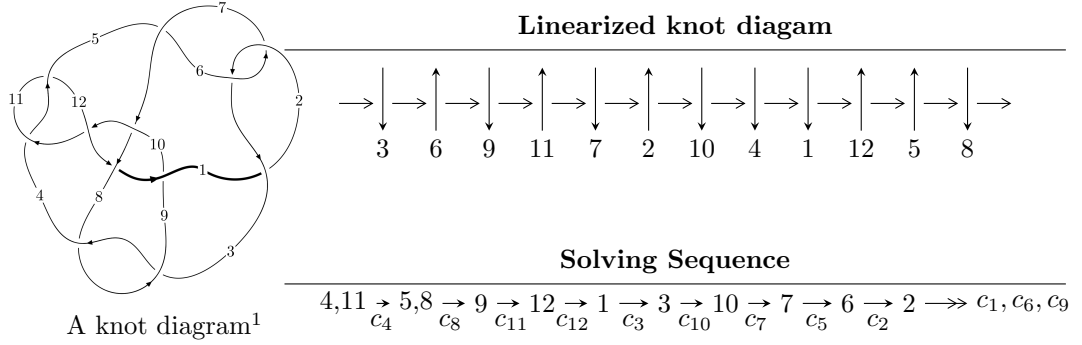 7
5
6
2
11
12
10
1
4
8
9
3
A knot diagram¹
Linearized knot diagam
3 6 9 11 7 2 10 4 1 12 5 8
Solving Sequence
4,11 → 5,8 → 9 → 12 → 1 → 3 → 10 → 7 → 6 → 2 →→ c₁, c₆, c₉
c₄ c₈ c₁₁ c₁₂ c₃ c₁₀ c₇ c₅ c₂